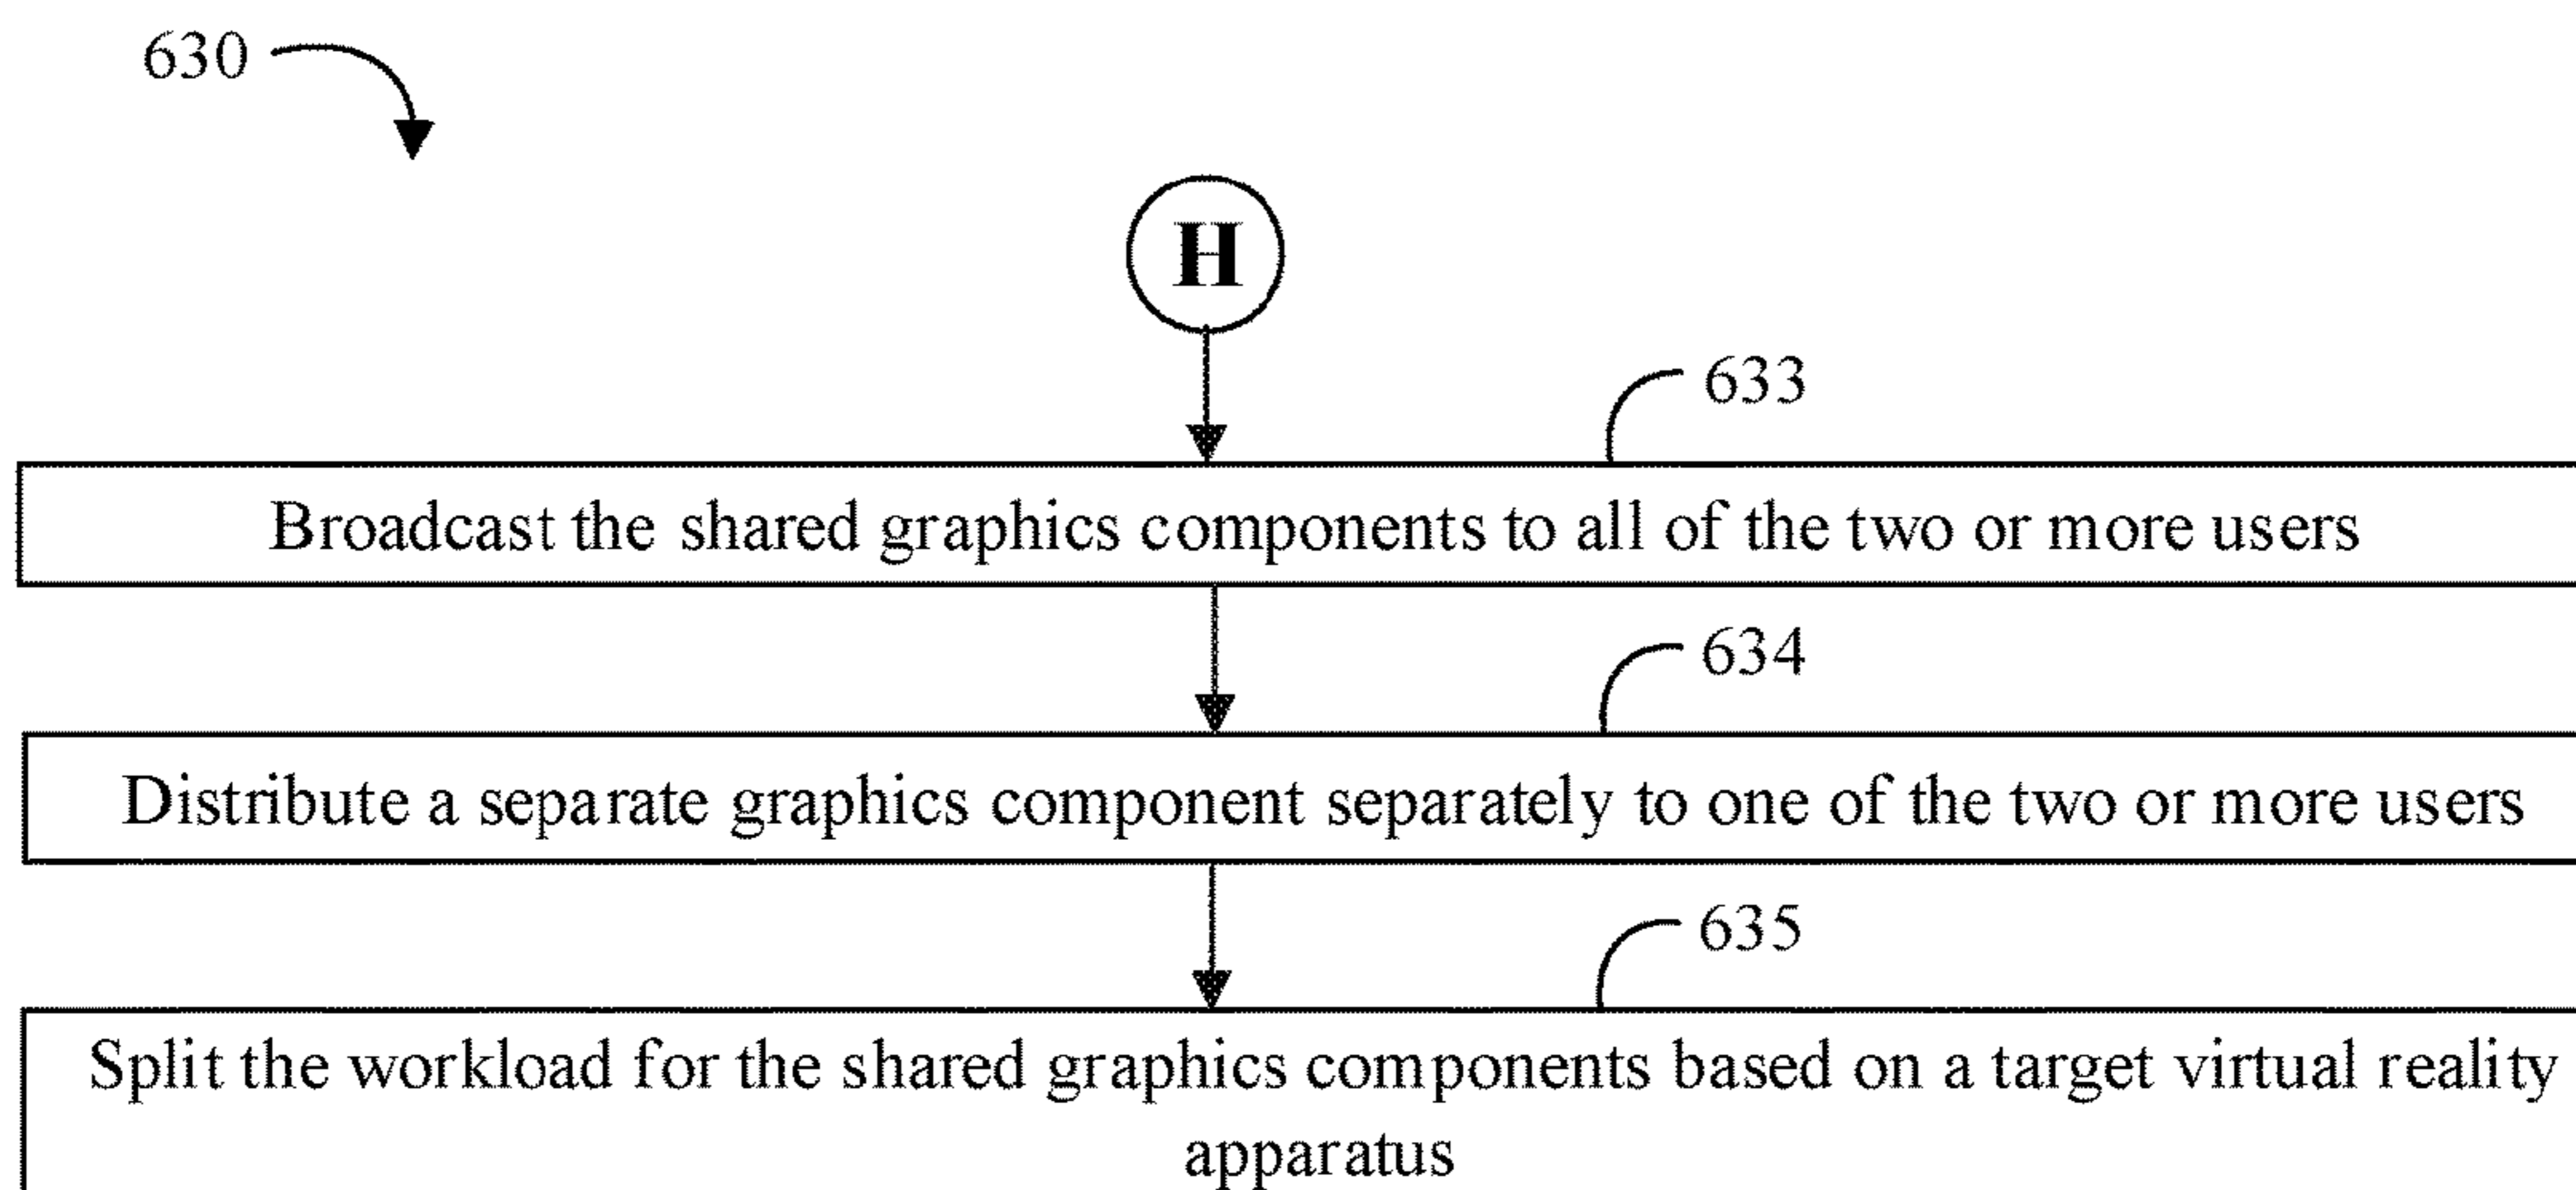 630
H
633
Broadcast the shared graphics components to all of the two or more users
634
Distribute a separate graphics component separately to one of the two or more users
635
Split the workload for the shared graphics components based on a target virtual reality
apparatus